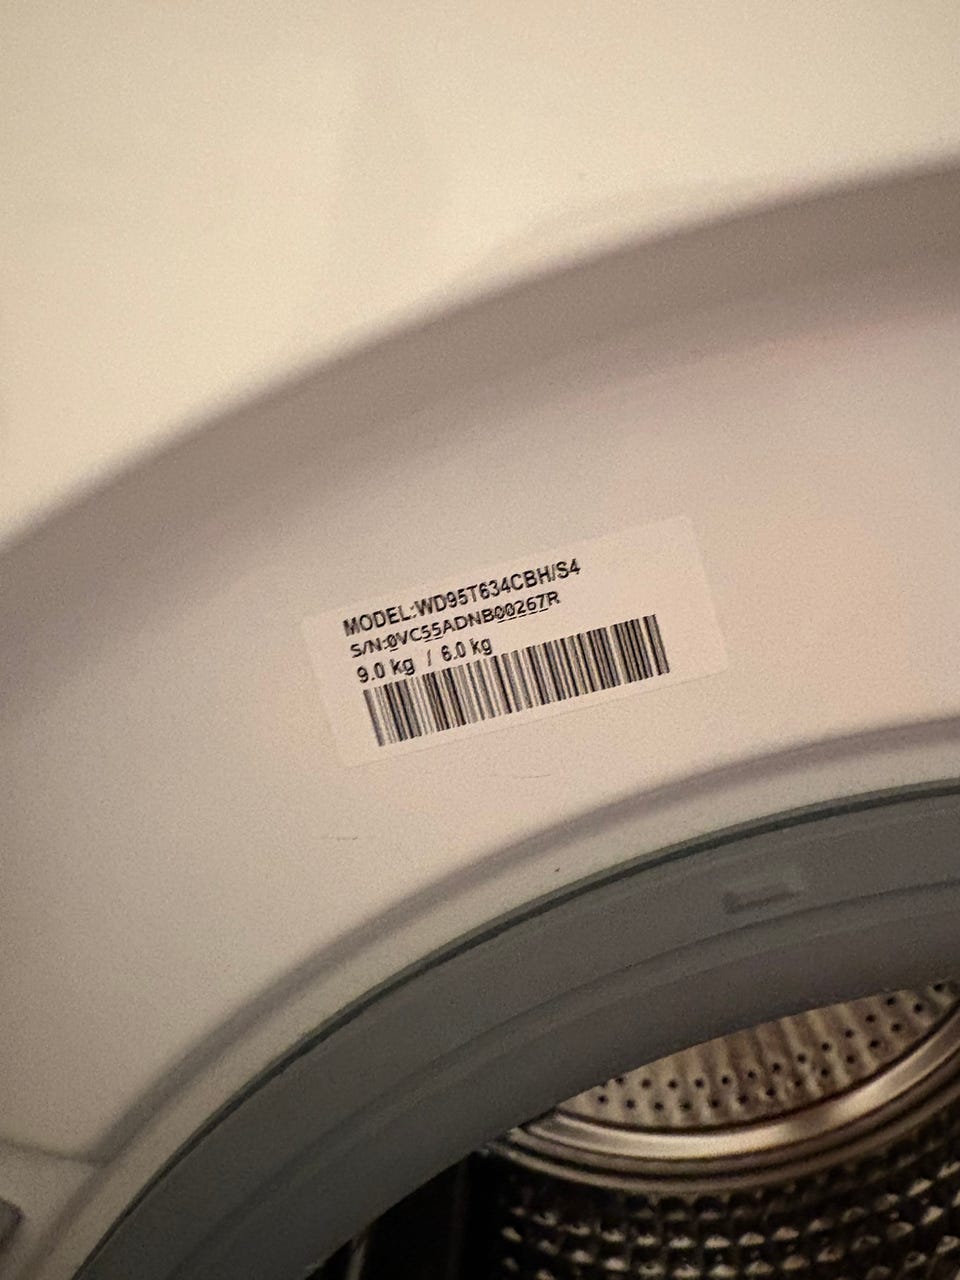 MODEL:WD95T634CBH/S4
S/N:0VC55ADNB00267R
9.0 kg / 6.0 kg